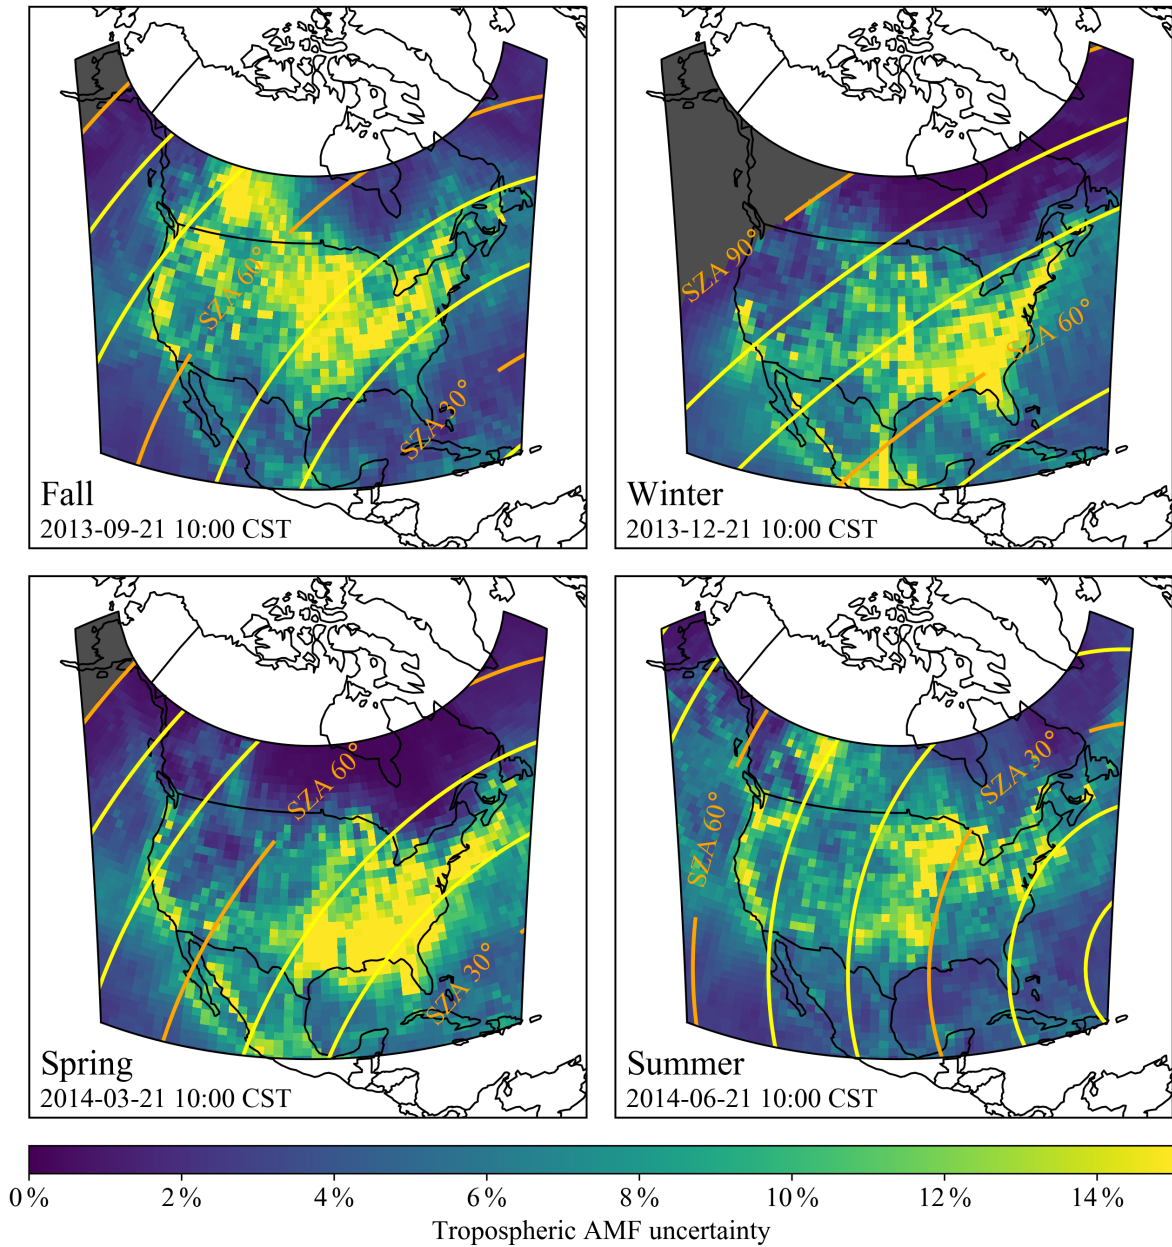 SZA 60°
SZA 30°
Fall
2013-09-21 10:00 CST
SZA 90°
SZA 60°
Winter
2013-12-21 10:00 CST
SZA 60°
SZA 30°
Spring
2014-03-21 10:00 CST
SZA 30°
SZA 60°
Summer
2014-06-21 10:00 CST
0 % 2 % 4 % 6 % 8 % 10 % 12 % 14 %
Tropospheric AMF uncertainty